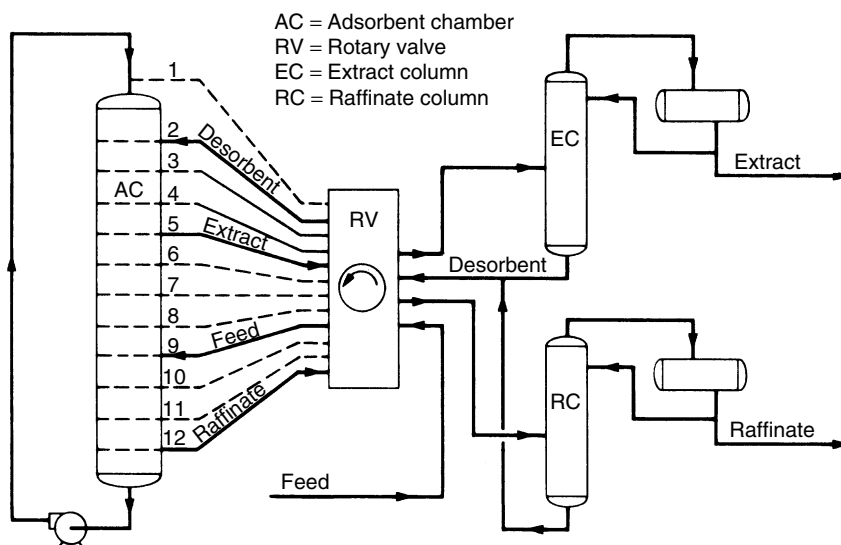 AC = Adsorbent chamber
RV = Rotary valve
EC = Extract column
RC = Raffinate column
1
2
Desorbent
3
AC
4
5
Extract
6
7
8
Feed
9
10
11
Raffinate
12
RV
EC
Extract
Desorbent
RC
Raffinate
Feed